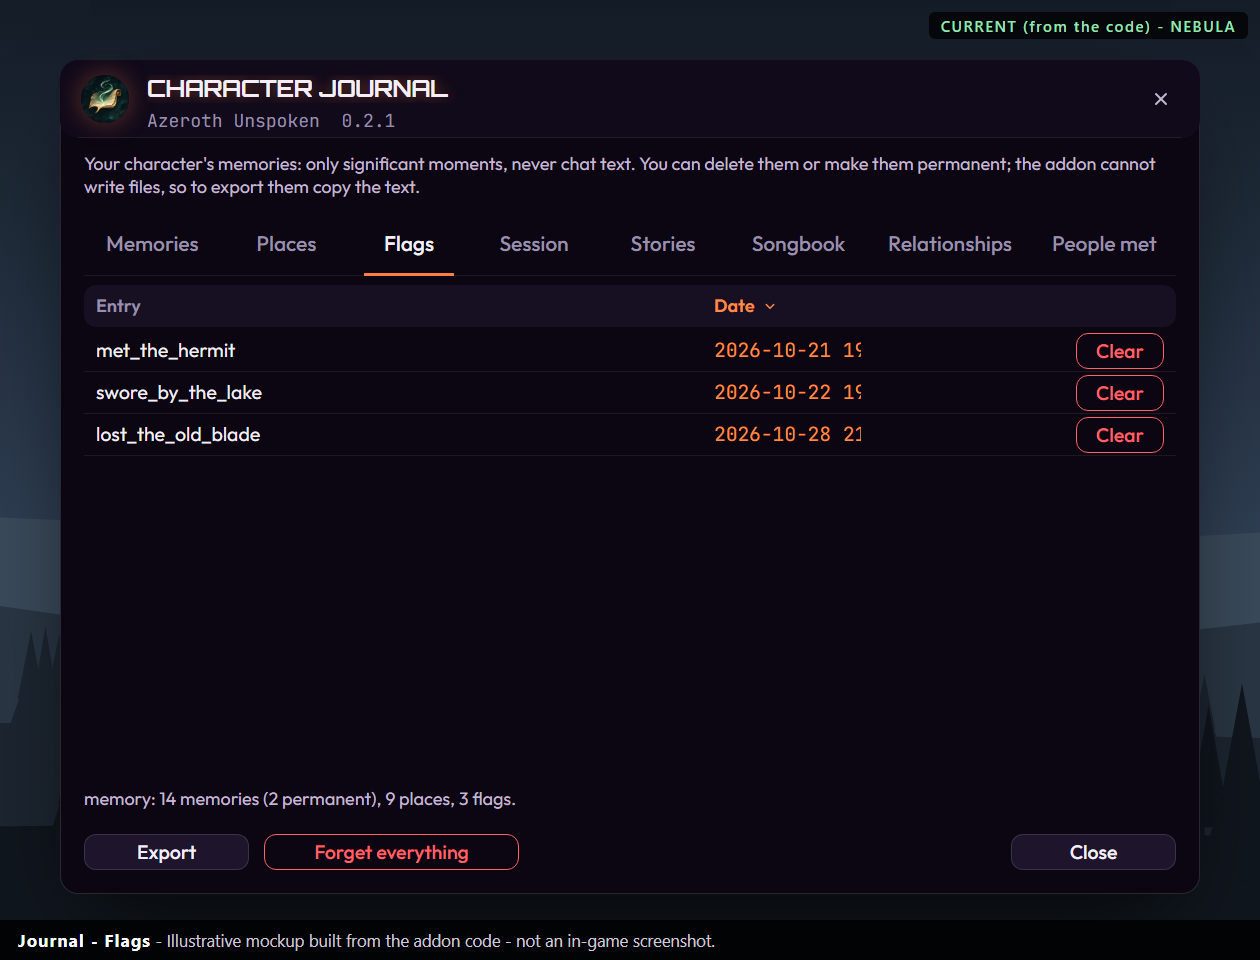 CURRENT (from the code) - NEBULA
CHARACTER JOURNAL
Azeroth Unspoken 0.2.1
Your character's memories: only significant moments, never chat text. You can delete them or make them permanent; the addon cannot
write files, so to export them copy the text.
Memories Places Flags Session Stories Songbook Relationships People met
Entry Date
met_the_hermit 2026-10-21 19 Clear
swore_by_the_lake 2026-10-22 19 Clear
lost_the_old_blade 2026-10-28 21 Clear
memory: 14 memories (2 permanent), 9 places, 3 flags.
Export Forget everything Close
Journal - Flags - Illustrative mockup built from the addon code - not an in-game screenshot.